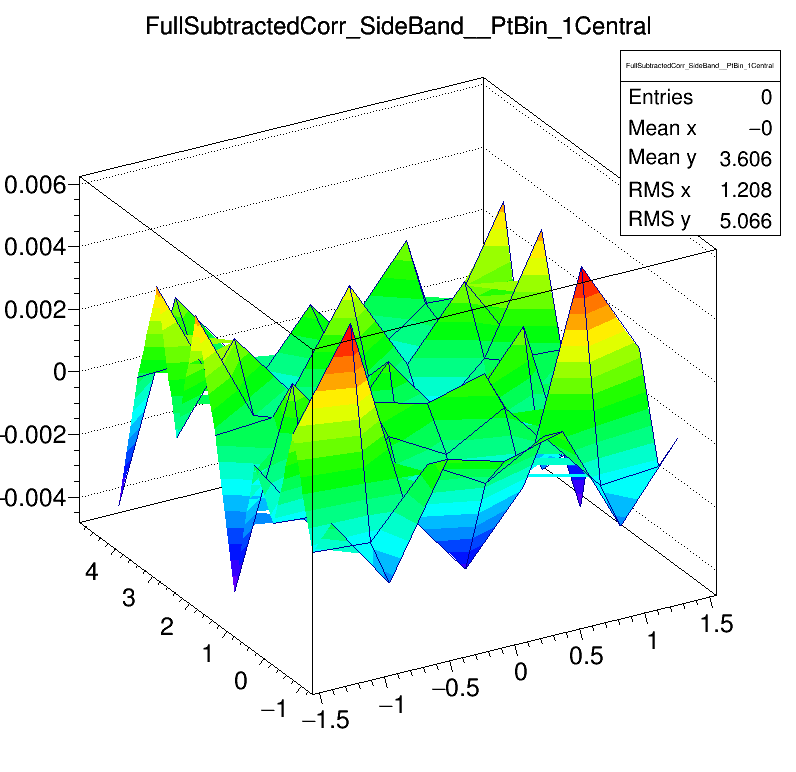 FullSubtractedCorr_SideBand__PtBin_1Central
FullSubtractedCorr_SideBand__PtBin_1Central
Entries 0
Mean x −0
Mean y 3.606
RMS x 1.208
RMS y 5.066
0.006
0.004
0.002
0
−0.002
−0.004
4
3
2
1
0
−1
−1.5
−1
−0.5
0
0.5
1
1.5